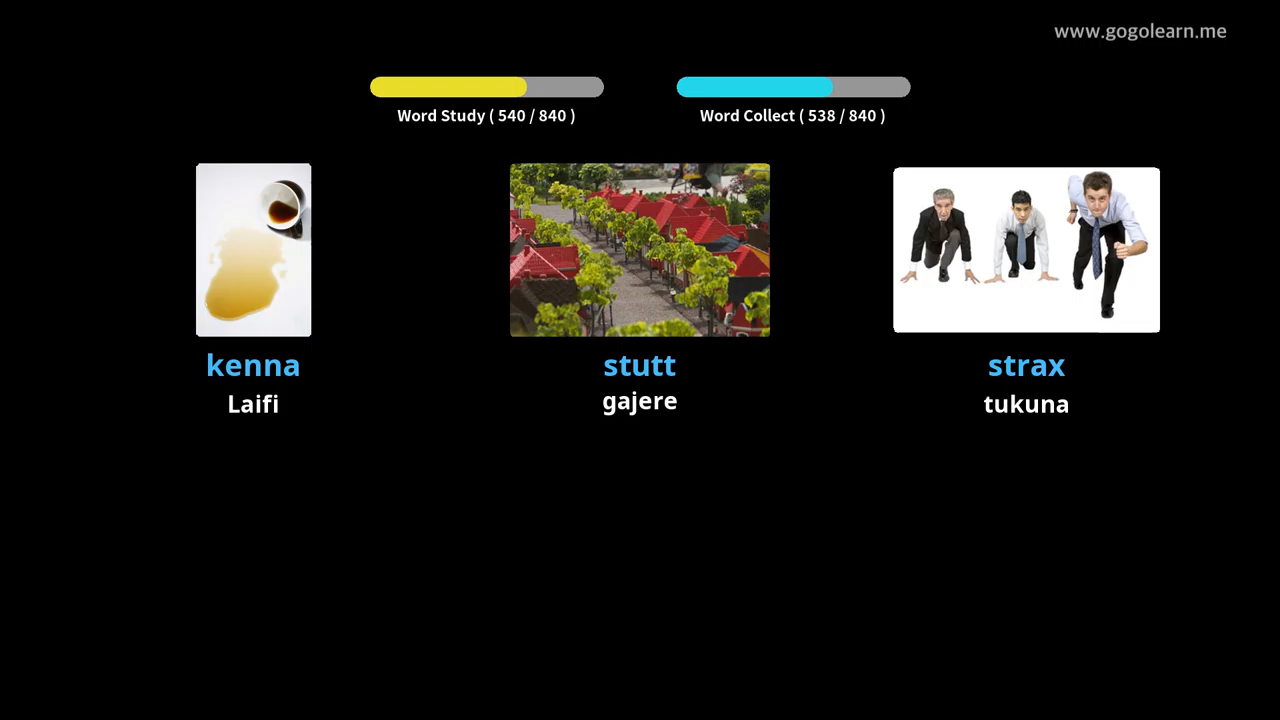 www.gogolearn.me
Word Study ( 540 / 840 )
Word Collect ( 538 / 840 )
kenna
Laifi
stutt
gajere
strax
tukuna